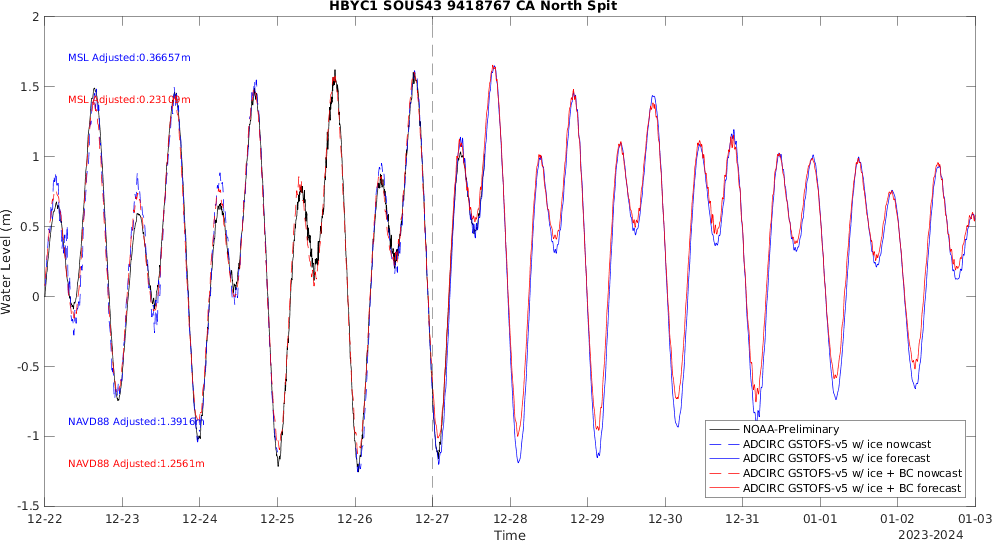 HBYC1 SOUS43 9418767 CA North Spit
2
1.5
1
0.5
0
-0.5
-1
-1.5
Water Level (m)
MSL Adjusted:0.36657m
MSL Adjusted:0.23109m
NAVD88 Adjusted:1.3916m
NAVD88 Adjusted:1.2561m
NOAA-Preliminary
ADCIRC GSTOFS-v5 w/ ice nowcast
ADCIRC GSTOFS-v5 w/ ice forecast
ADCIRC GSTOFS-v5 w/ ice + BC nowcast
ADCIRC GSTOFS-v5 w/ ice + BC forecast
12-22 12-23 12-24 12-25 12-26 12-27 12-28 12-29 12-30 12-31 01-01 01-02 01-03
Time
2023-2024